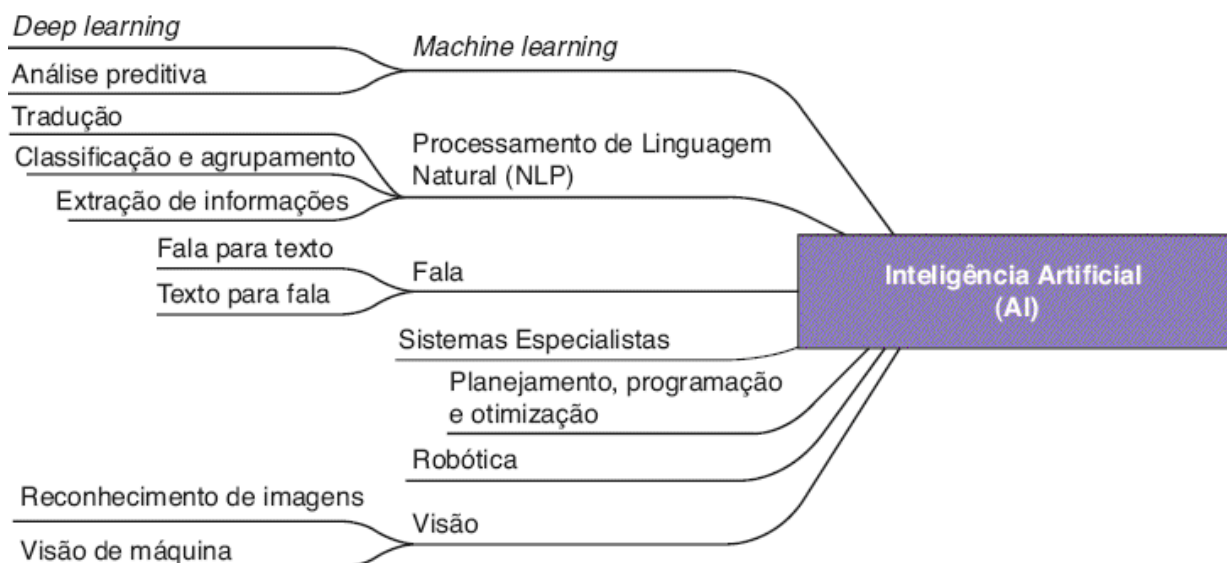 Deep learning
Machine learning
Análise preditiva
Tradução
Processamento de Linguagem
Natural (NLP)
Classificação e agrupamento
Extração de informações
Fala para texto
Fala
Texto para fala
Inteligência Artificial
(AI)
Sistemas Especialistas
Planejamento, programação
e otimização
Robótica
Reconhecimento de imagens
Visão
Visão de máquina